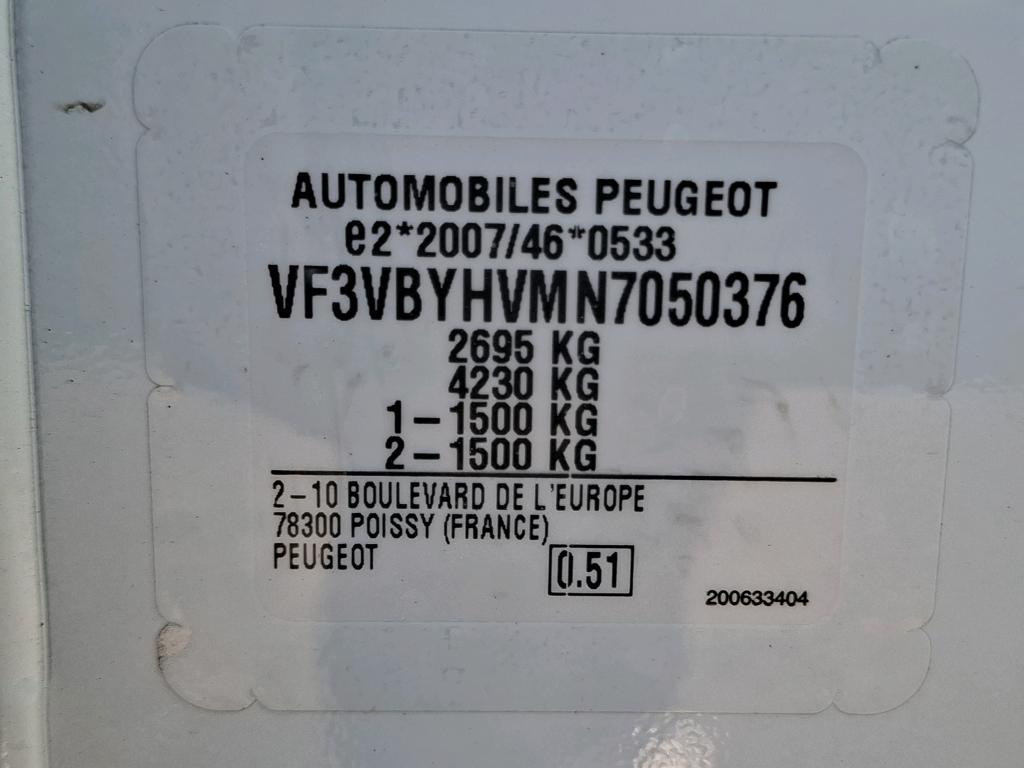 AUTOMOBILES PEUGEOT
e2*2007/46*0533
VF3VBYHVMN7050376
2695 KG
4230 KG
1-1500 KG
2-1500 KG
2-10 BOULEVARD DE L'EUROPE
78300 POISSY (FRANCE)
PEUGEOT
0.51
200633404